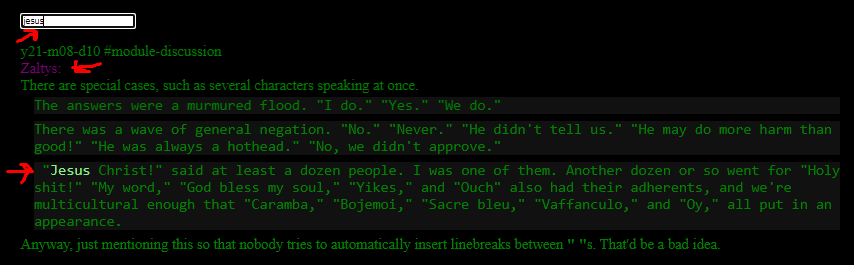 jesus
y21-m08-d10 #module-discussion
Zaltys:
There are special cases, such as several characters speaking at once.
The answers were a murmured flood. "I do." "Yes." "We do."
There was a wave of general negation. "No." "Never." "He didn't tell us." "He may do more harm than
good!" "He was always a hothead." "No, we didn't approve."
"Jesus Christ!" said at least a dozen people. I was one of them. Another dozen or so went for "Holy
shit!" "My word," "God bless my soul," "Yikes," and "Ouch" also had their adherents, and we're
multicultural enough that "Caramba," "Bojemoi," "Sacre bleu," "Vaffanculo," and "Oy," all put in an
appearance.
Anyway, just mentioning this so that nobody tries to automatically insert linebreaks between " "s. That'd be a bad idea.